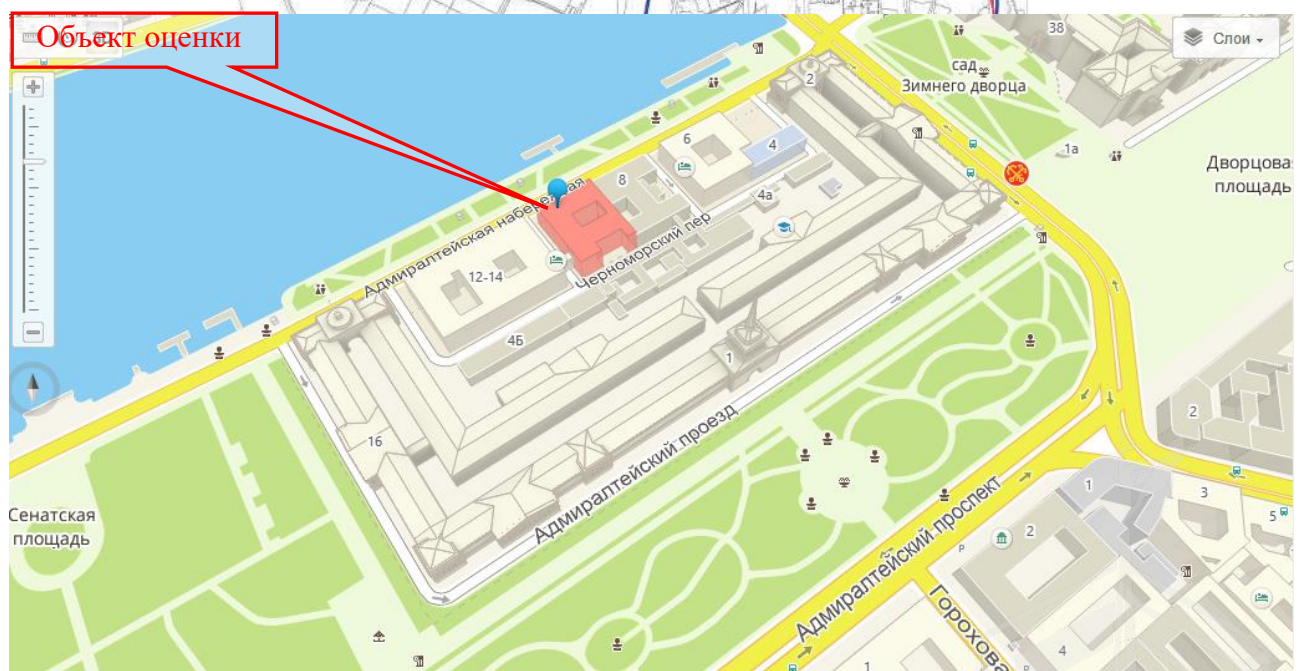 Объект оценки
Слои
38
сад
Зимнего дворца
2
6
4
1а
Дворцова
площадь
8
4а
Адмиралтейская набережная
Черноморский пер
12-14
4Б
1
2
16
Адмиралтейский проезд
Сенатская
площадь
Адмиралтейский проспект
1
3
5
2
P
Горохова
4
P
1